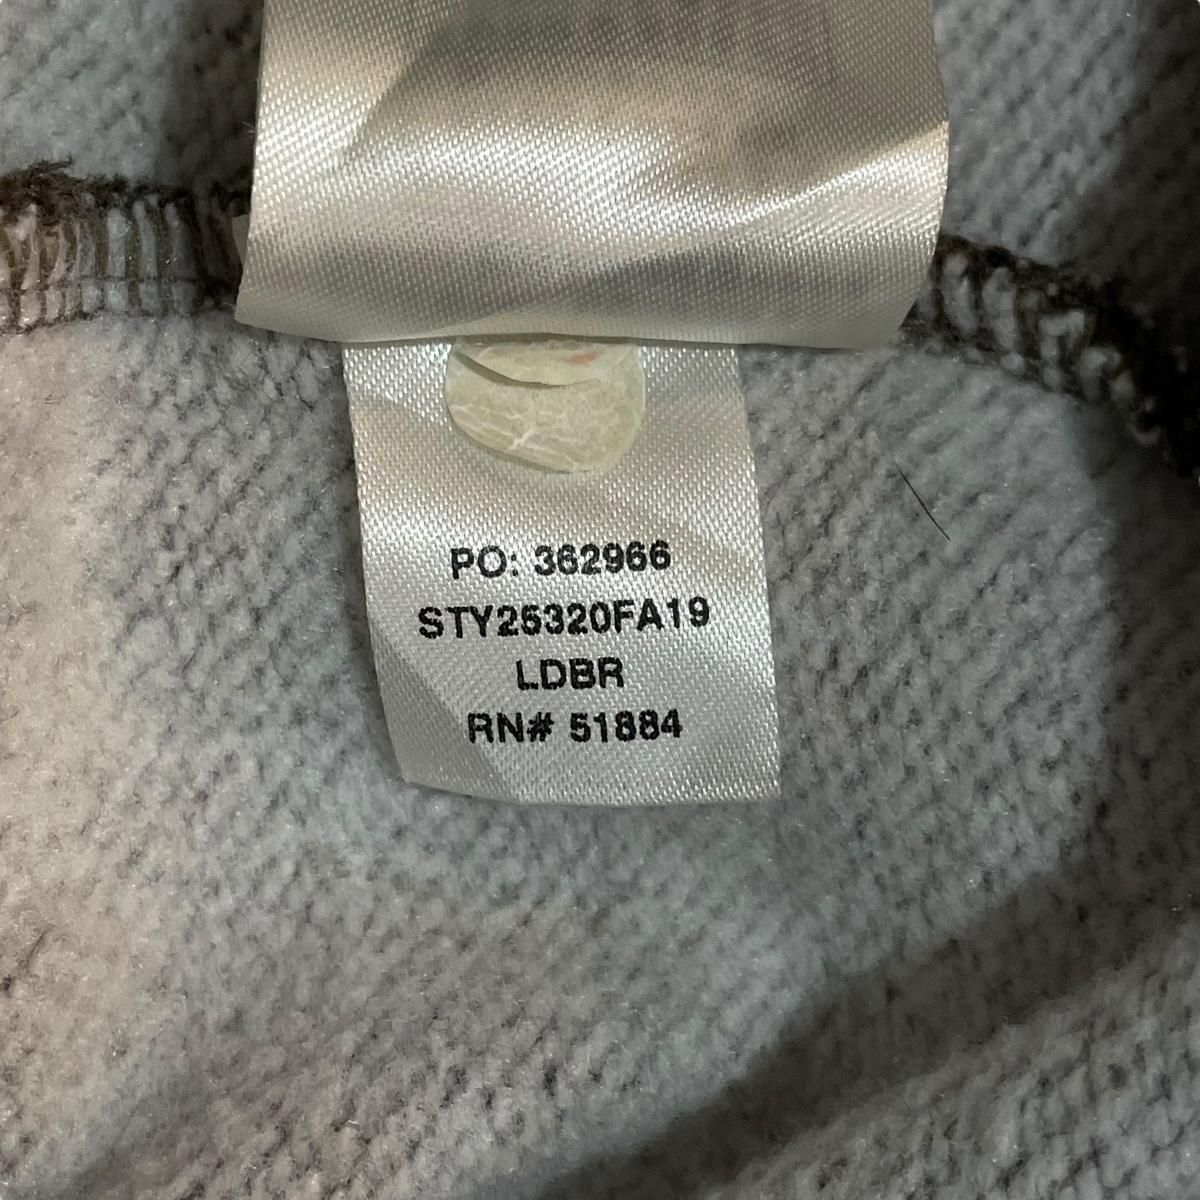 PO: 362966
STY25320FA19
LDBR
RN# 51884